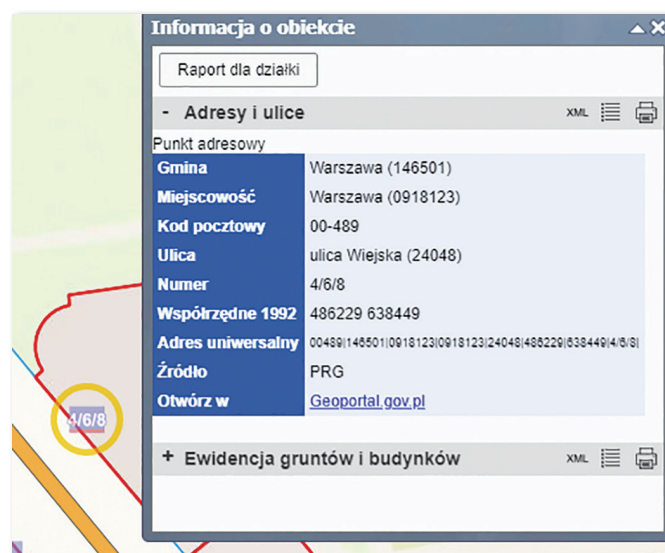 Informacja o obiekcie
Raport dla działki
- Adresy i ulice XML
Punkt adresowy
Gmina Warszawa (146501)
Miejscowość Warszawa (0918123)
Kod pocztowy 00-489
Ulica ulica Wiejska (24048)
Numer 4/6/8
Współrzędne 1992 486229 638449
Adres uniwersalny 00489|146501|0918123|0918123|24048|486229|638449|4/6/8|
Źródło PRG
Otwórz w Geoportal.gov.pl
4/6/8
+ Ewidencja gruntów i budynków XML